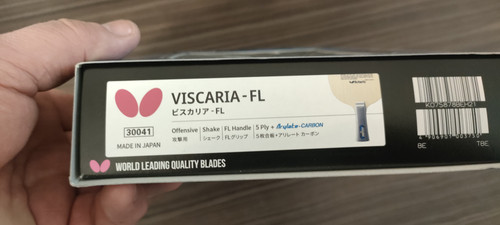 VISCARIA-FL
ビスカリア-FL
30041
MADE IN JAPAN
Offensive
攻撃用
Shake
シェーク
FL Handle
FLグリップ
5 Ply + Arylate-CARBON
5枚合板+アリレート カーボン
WORLD LEADING QUALITY BLADES
8E
T8E